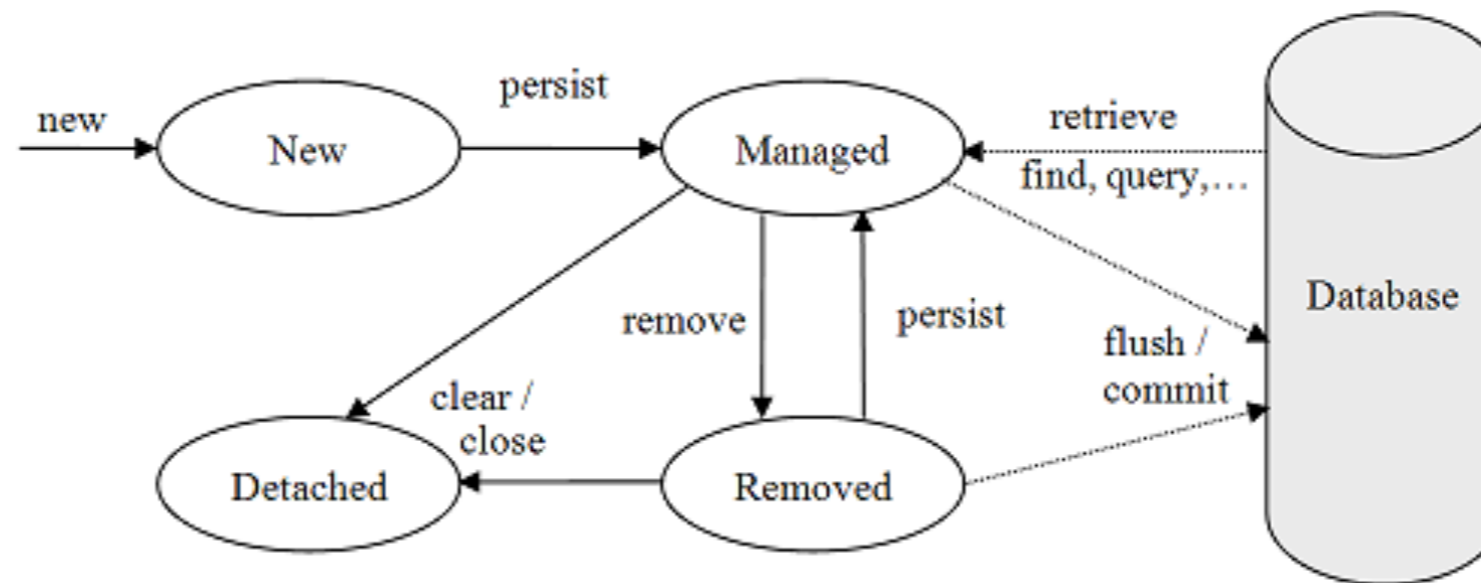 new
New
persist
Managed
retrieve
find, query,...
Database
remove
persist
flush /
commit
clear /
close
Detached
Removed